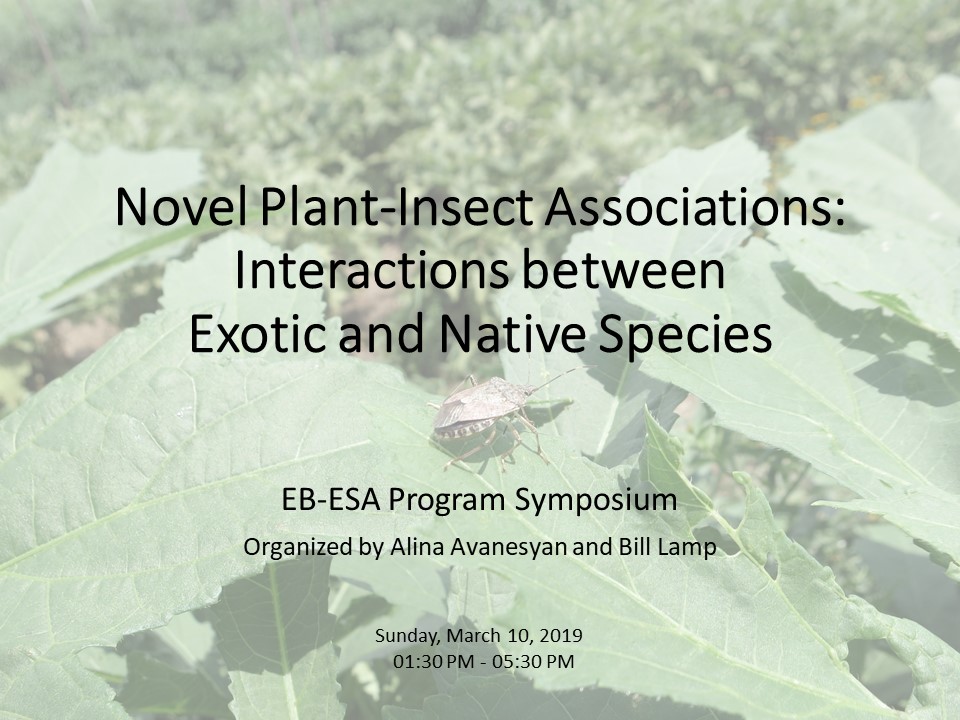 Novel Plant-Insect Associations:
Interactions between
Exotic and Native Species
EB-ESA Program Symposium
Organized by Alina Avanesyan and Bill Lamp
Sunday, March 10, 2019
01:30 PM - 05:30 PM